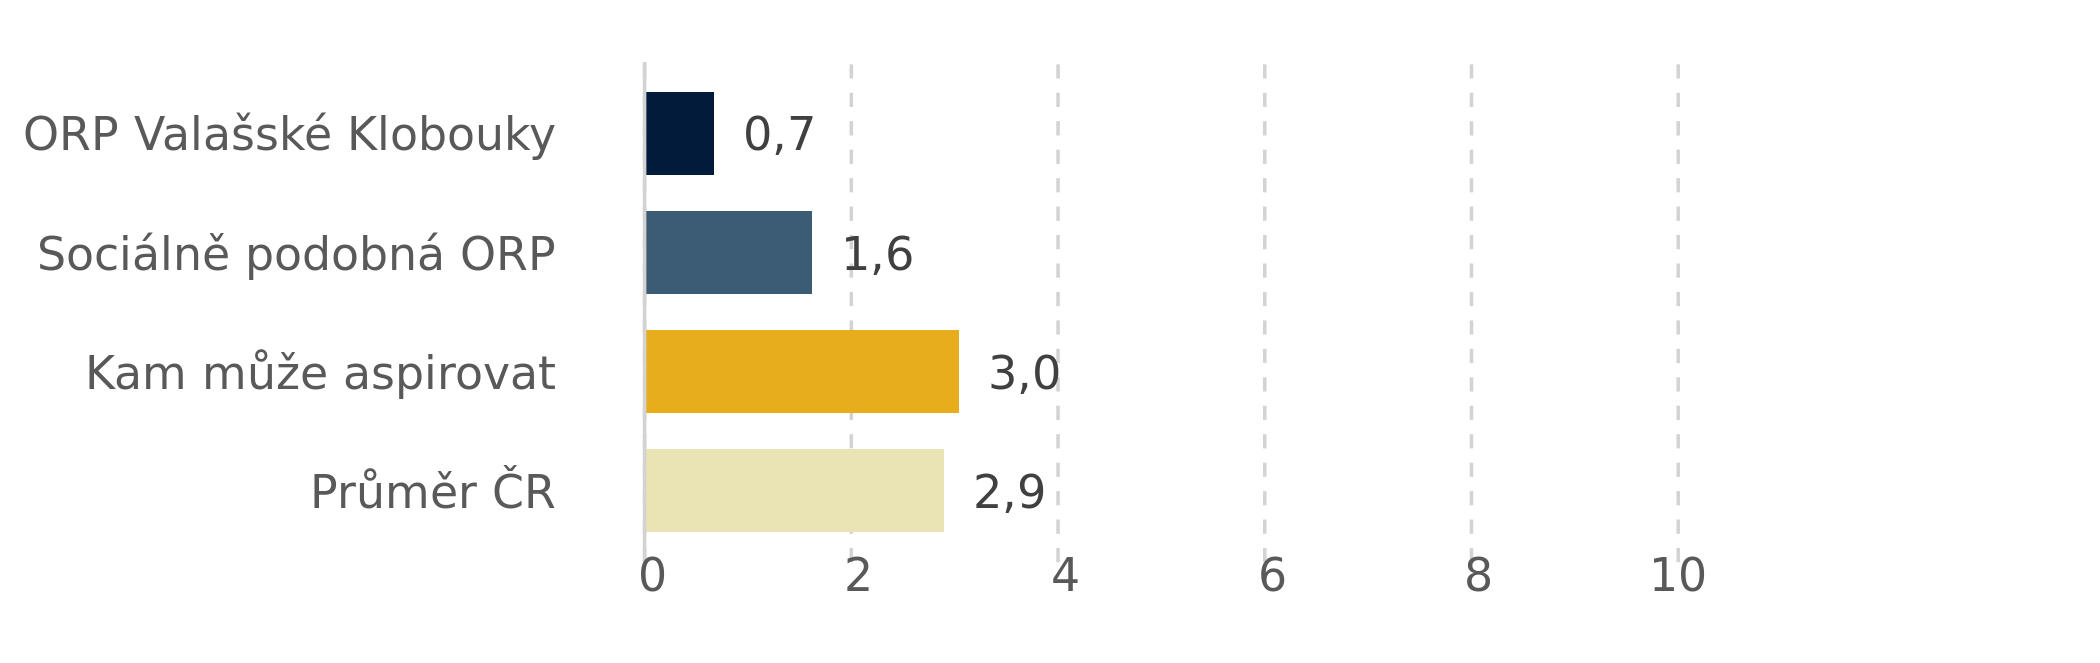 ORP Valašské Klobouky 0,7
Sociálně podobná ORP 1,6
Kam může aspirovat 3,0
Průměr ČR 2,9
0 2 4 6 8 10